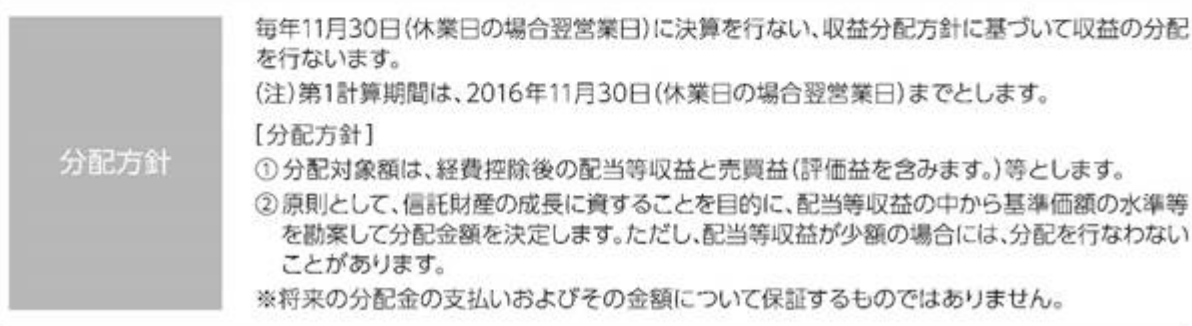 分配方針
毎年11月30日(休業日の場合翌営業日)に決算を行ない、収益分配方針に基づいて収益の分配
を行ないます。
(注)第1計算期間は、2016年11月30日(休業日の場合翌営業日)までとします。
[分配方針]
①分配対象額は、経費控除後の配当等収益と売買益(評価益を含みます。)等とします。
②原則として、信託財産の成長に資することを目的に、配当等収益の中から基準価額の水準等
を勘案して分配金額を決定します。ただし、配当等収益が少額の場合には、分配を行なわない
ことがあります。
※将来の分配金の支払いおよびその金額について保証するものではありません。